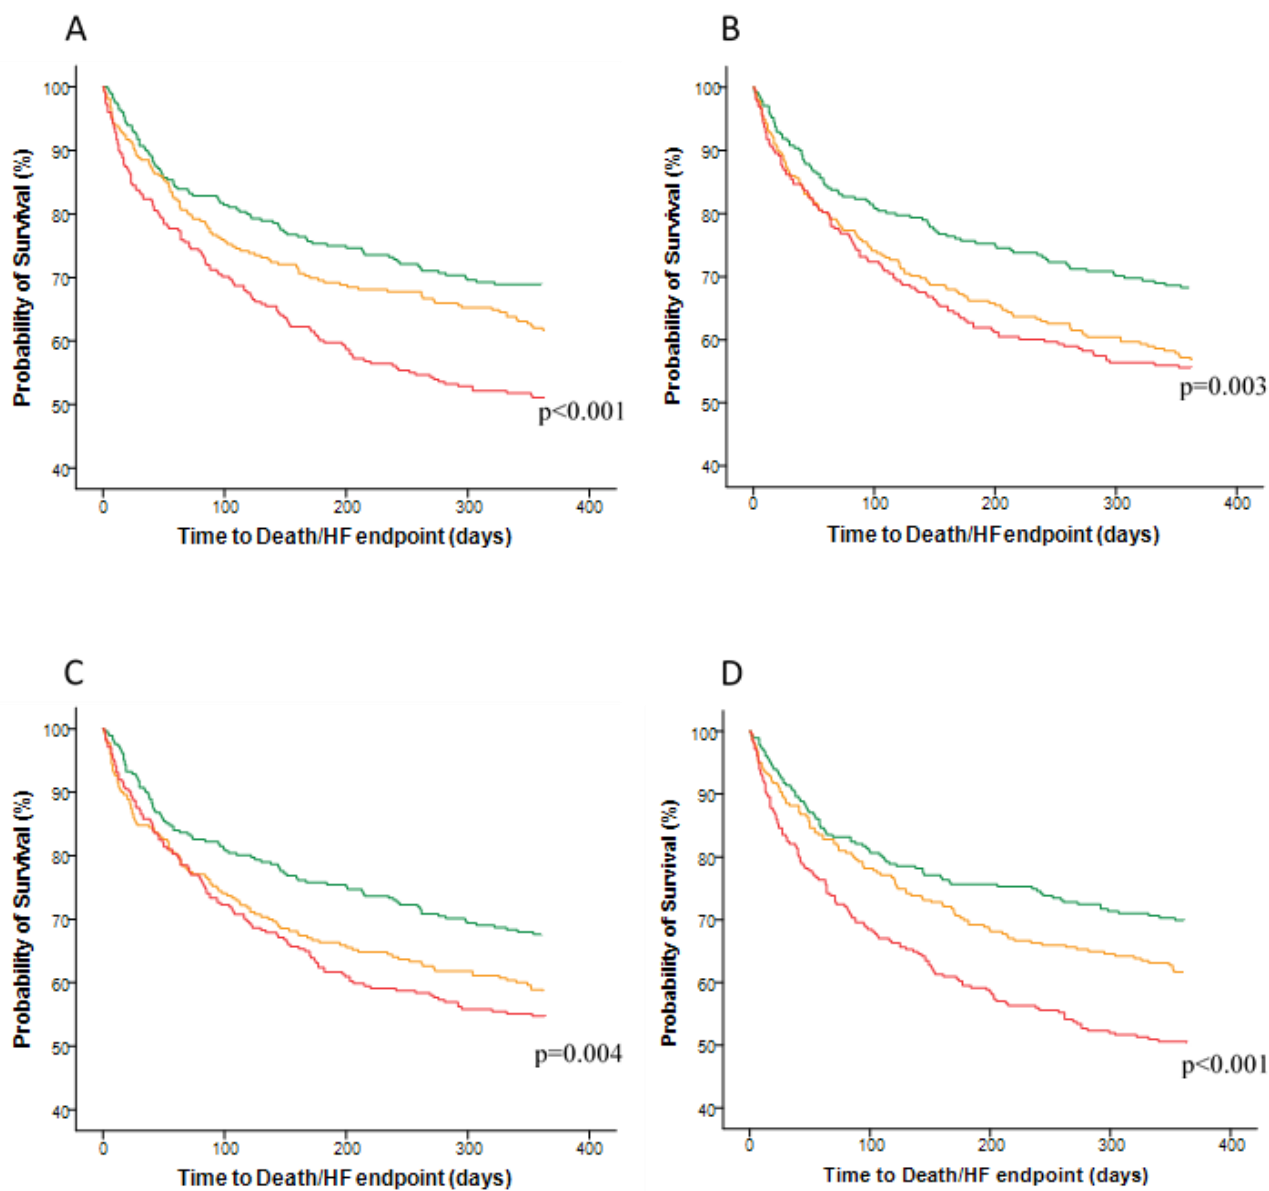 A
Probability of Survival (%)
100
90
80
70
60
50
40
p<0.001
0 100 200 300 400
Time to Death/HF endpoint (days)
B
Probability of Survival (%)
100
90
80
70
60
50
40
p=0.003
0 100 200 300 400
Time to Death/HF endpoint (days)
C
Probability of Survival (%)
100
90
80
70
60
50
40
p=0.004
0 100 200 300 400
Time to Death/HF endpoint (days)
D
Probability of Survival (%)
100
90
80
70
60
50
40
p<0.001
0 100 200 300 400
Time to Death/HF endpoint (days)